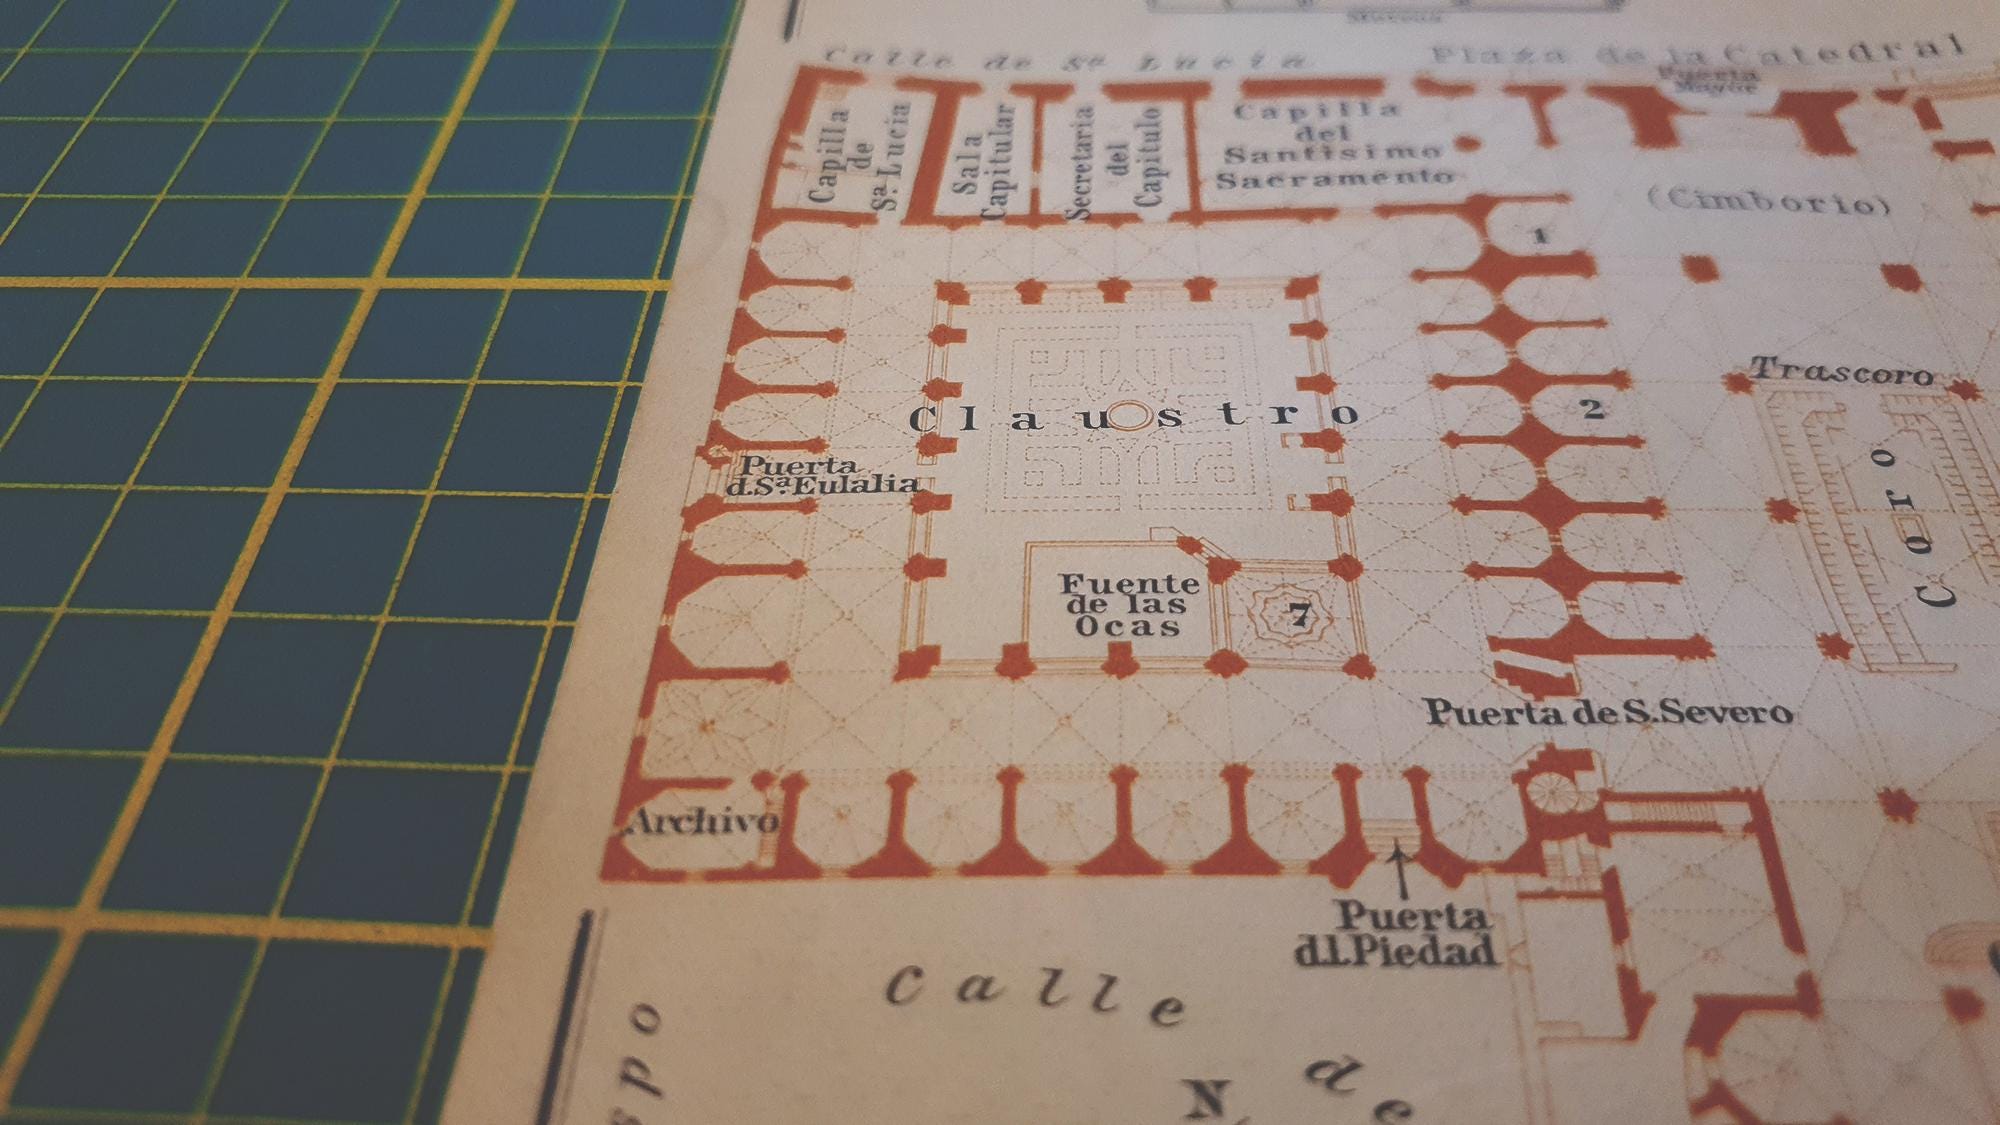 Calle de Sª Lucia
Plaza de la Catedral
Puerta
Mayor
Capilla
de
Sª. Lucia
Sala
Capitular
Secretaria
del
Capitulo
Capilla
del
Santisimo
Sacramento
(Cimborio)
1
Trascoro
2
Claustro
Coro
Puerta
d.Sª.Eulalia
Fuente
de las
Ocas
7
Puerta de S.Severo
Archivo
Puerta
d.l.Piedad
Calle
de
N.
spo